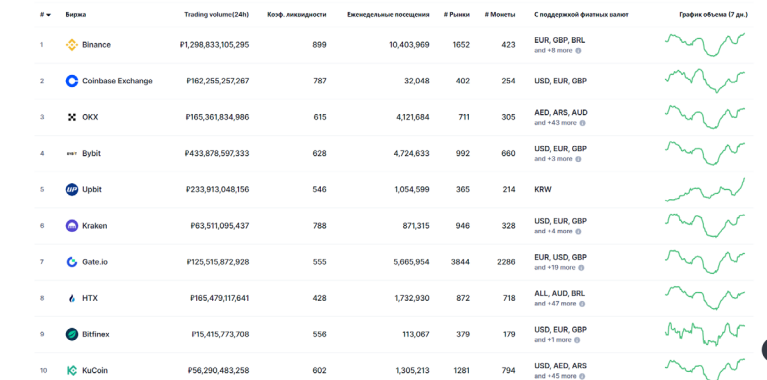 # Биржа Trading volume(24h) Коэф. ликвидности Еженедельные посещения # Рынки # Монеты С поддержкой фиатных валют График объема (7 дн.)
1 Binance ₽1,298,833,105,295 899 10,403,969 1652 423 EUR, GBP, BRL
and +8 more
2 Coinbase Exchange ₽162,255,257,267 787 32,048 402 254 USD, EUR, GBP
3 OKX ₽165,361,834,986 615 4,121,684 711 305 AED, ARS, AUD
and +43 more
4 Bybit ₽433,878,597,333 628 4,724,633 992 660 USD, EUR, GBP
and +3 more
5 Upbit ₽233,913,048,156 546 1,054,599 365 214 KRW
6 Kraken ₽63,511,095,437 788 871,315 946 328 USD, EUR, GBP
and +4 more
7 Gate.io ₽125,515,872,928 555 5,665,954 3844 2286 EUR, USD, GBP
and +19 more
8 HTX ₽165,479,117,641 428 1,732,930 872 718 ALL, AUD, BRL
and +47 more
9 Bitfinex ₽15,415,773,708 556 113,067 379 179 USD, EUR, GBP
and +1 more
10 KuCoin ₽56,290,483,258 602 1,305,213 1281 794 USD, AED, ARS
and +45 more